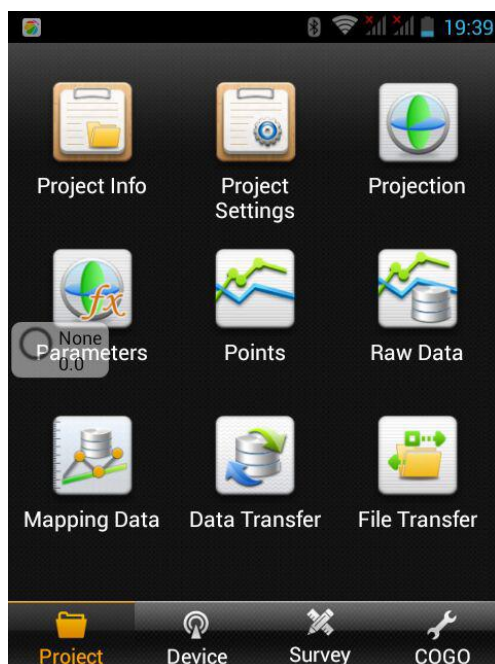 19:39
Project Info
Project
Settings
Projection
fx
Parameters
None
0.0
Points
Raw Data
Mapping Data
Data Transfer
File Transfer
Project
Device
Survey
COGO